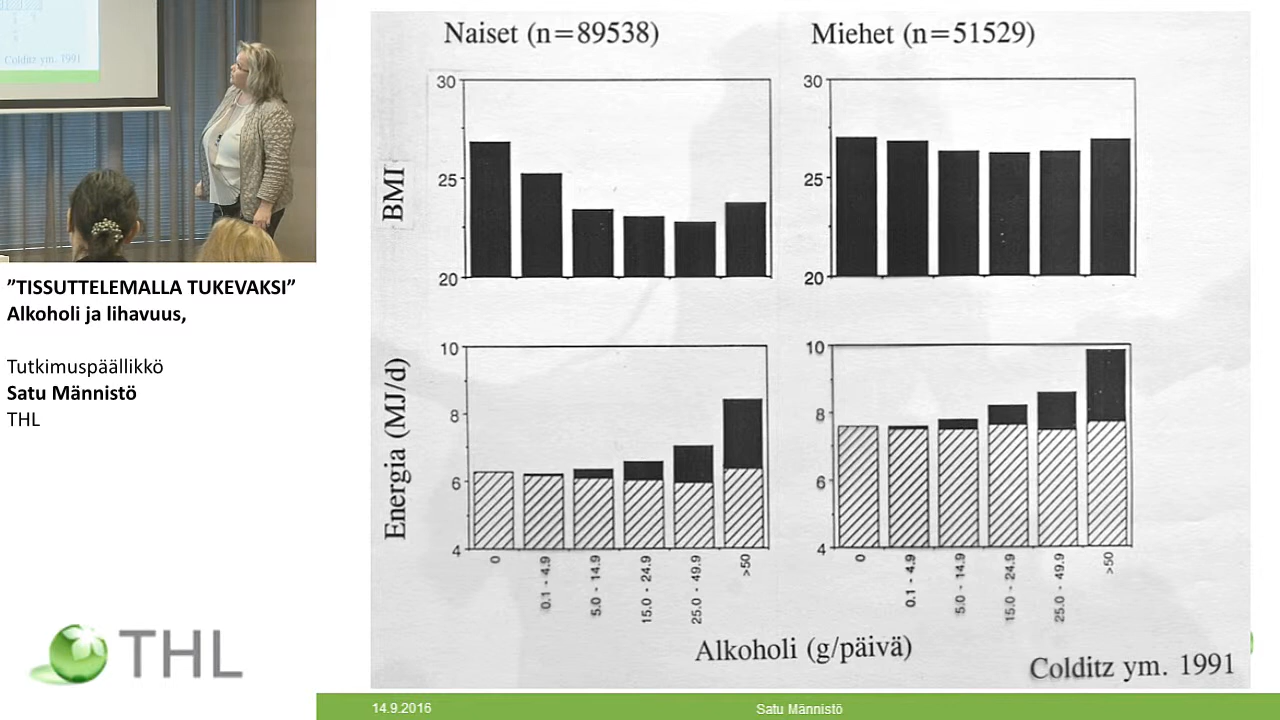 Colditz ym. 1991
”TISSUTTELEMALLA TUKEVAKSI”
Alkoholi ja lihavuus,
Tutkimuspäällikkö
Satu Männistö
THL
THL
Naiset (n=89538)
Miehet (n=51529)
BMI
30
25
20
30
25
20
Energia (MJ/d)
10
8
6
4
10
8
6
4
0
0.1 - 4.9
5.0 - 14.9
15.0 - 24.9
25.0 - 49.9
>50
0
0.1 - 4.9
5.0 - 14.9
15.0 - 24.9
25.0 - 49.9
>50
Alkoholi (g/päivä)
Colditz ym. 1991
14.9.2016
Satu Männistö